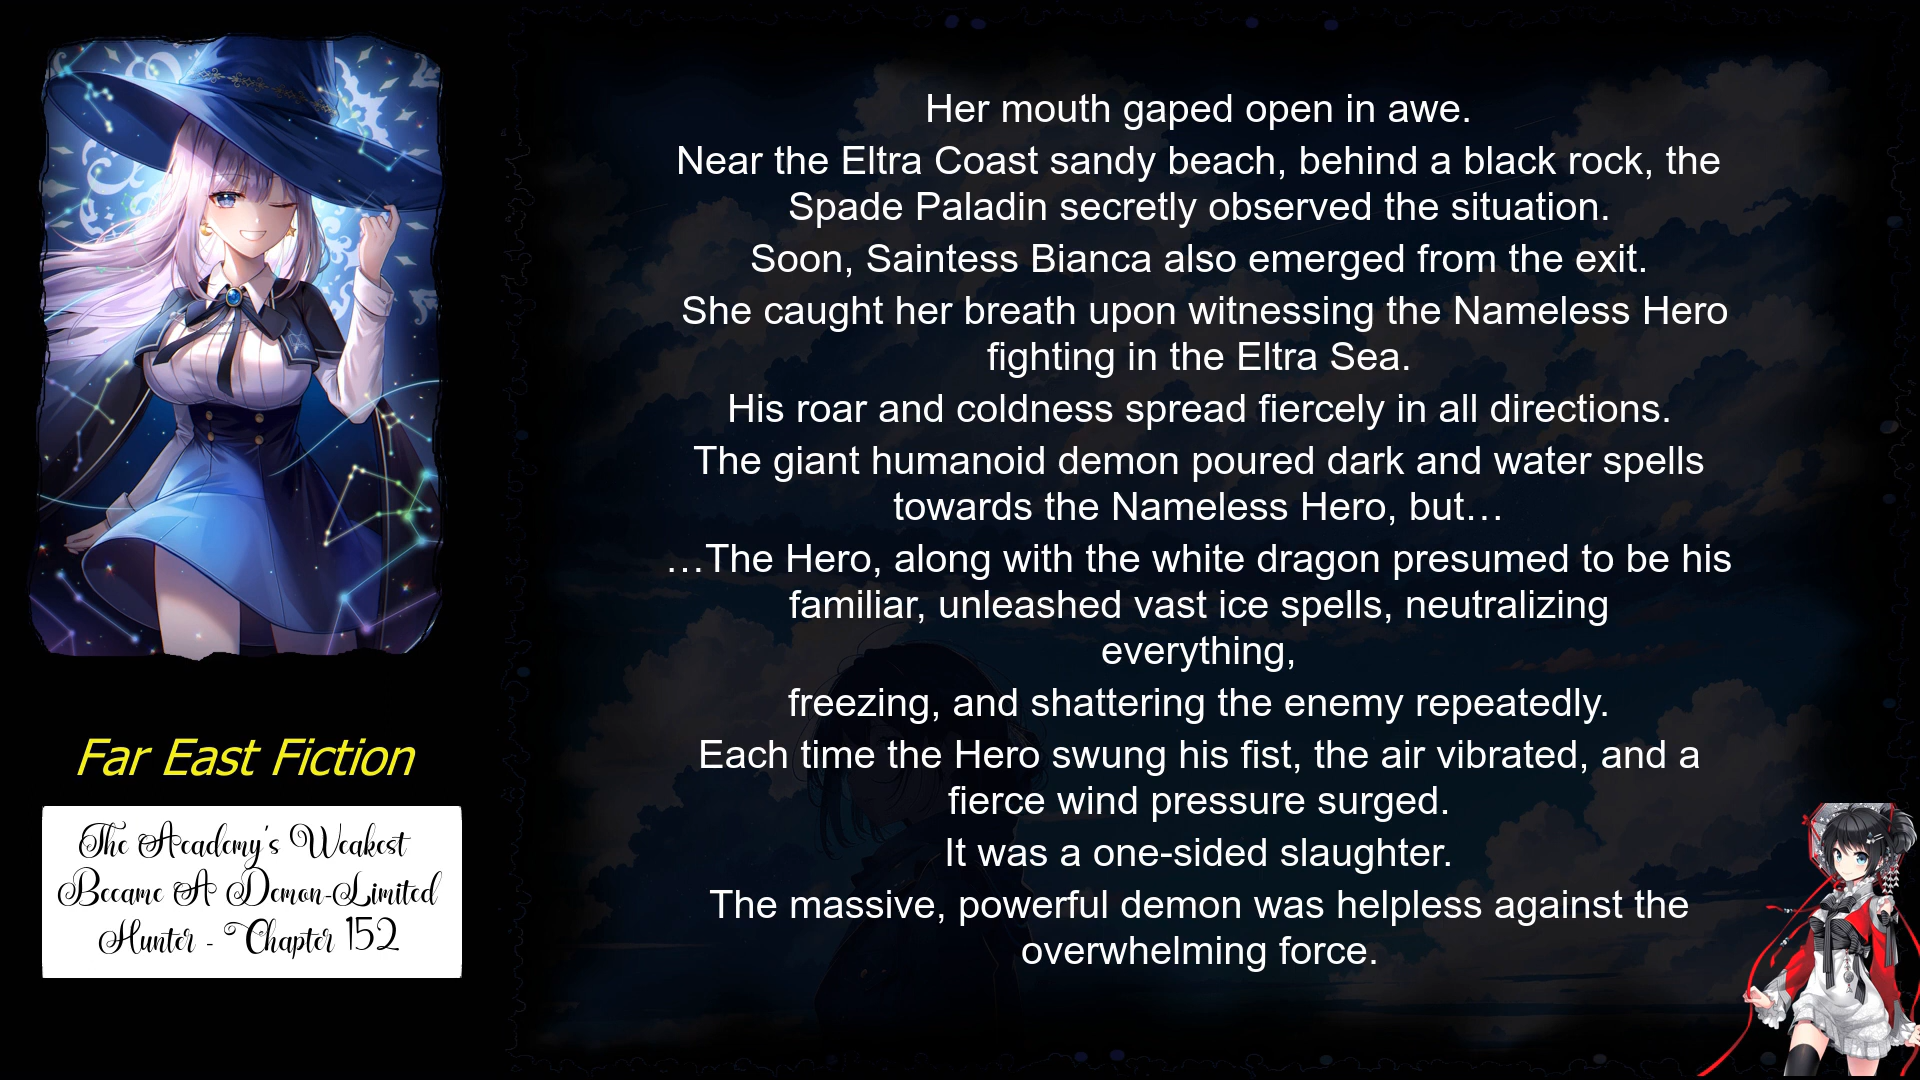 Her mouth gaped open in awe.
Near the Eltra Coast sandy beach, behind a black rock, the
Spade Paladin secretly observed the situation.
Soon, Saintess Bianca also emerged from the exit.
She caught her breath upon witnessing the Nameless Hero
fighting in the Eltra Sea.
His roar and coldness spread fiercely in all directions.
The giant humanoid demon poured dark and water spells
towards the Nameless Hero, but…
…The Hero, along with the white dragon presumed to be his
familiar, unleashed vast ice spells, neutralizing
everything,
freezing, and shattering the enemy repeatedly.
Each time the Hero swung his fist, the air vibrated, and a
fierce wind pressure surged.
It was a one-sided slaughter.
The massive, powerful demon was helpless against the
overwhelming force.
Far East Fiction
The Academy's Weakest
Became A Demon-Limited
Hunter - Chapter 152